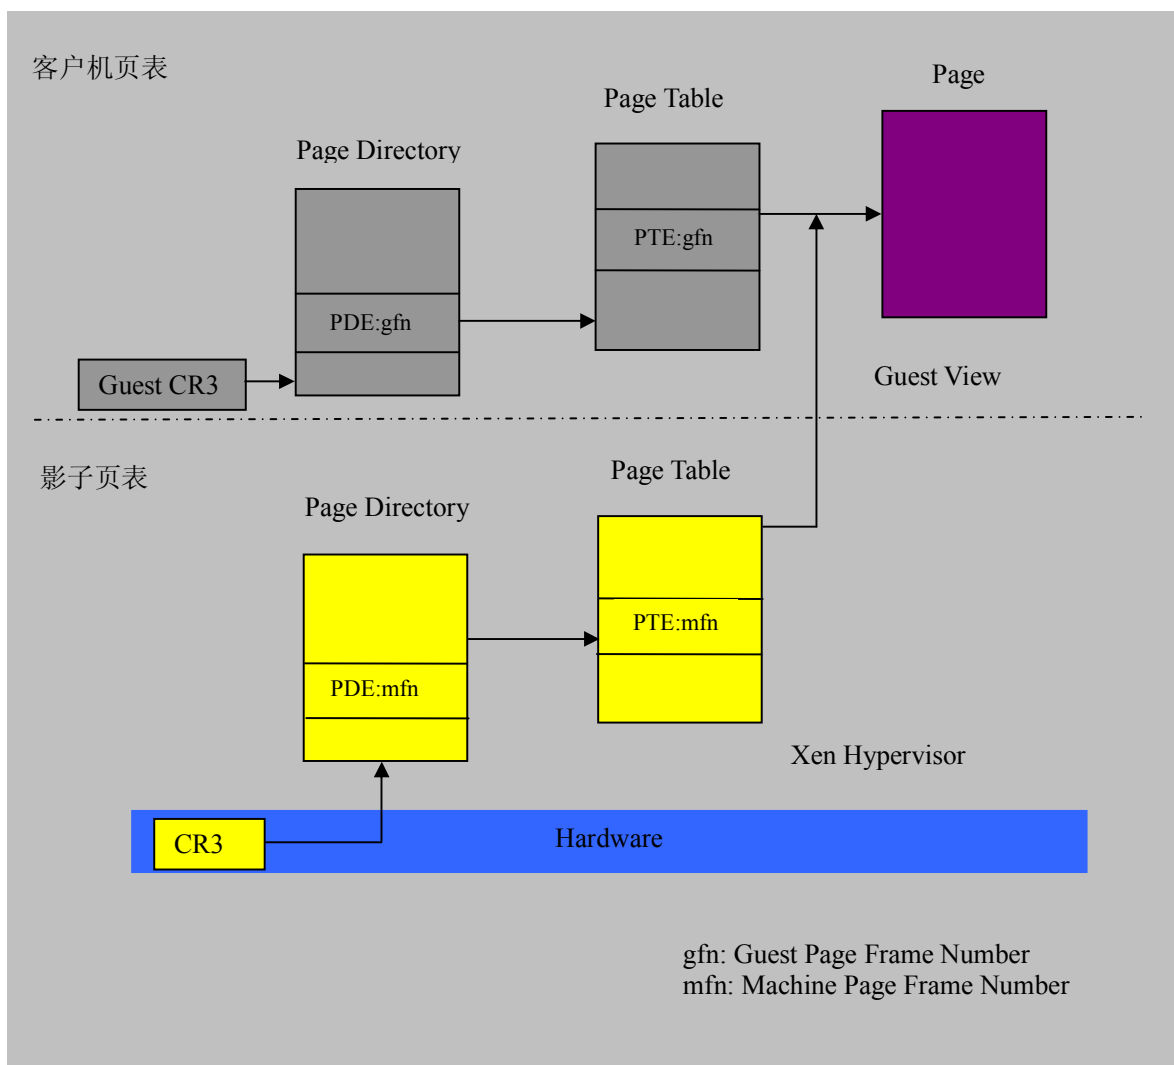 客户机页表
Page
Page Table
Page Directory
PTE:gfn
PDE:gfn
Guest CR3
Guest View
影子页表
Page Table
Page Directory
PTE:mfn
PDE:mfn
Xen Hypervisor
CR3
Hardware
gfn: Guest Page Frame Number
mfn: Machine Page Frame Number